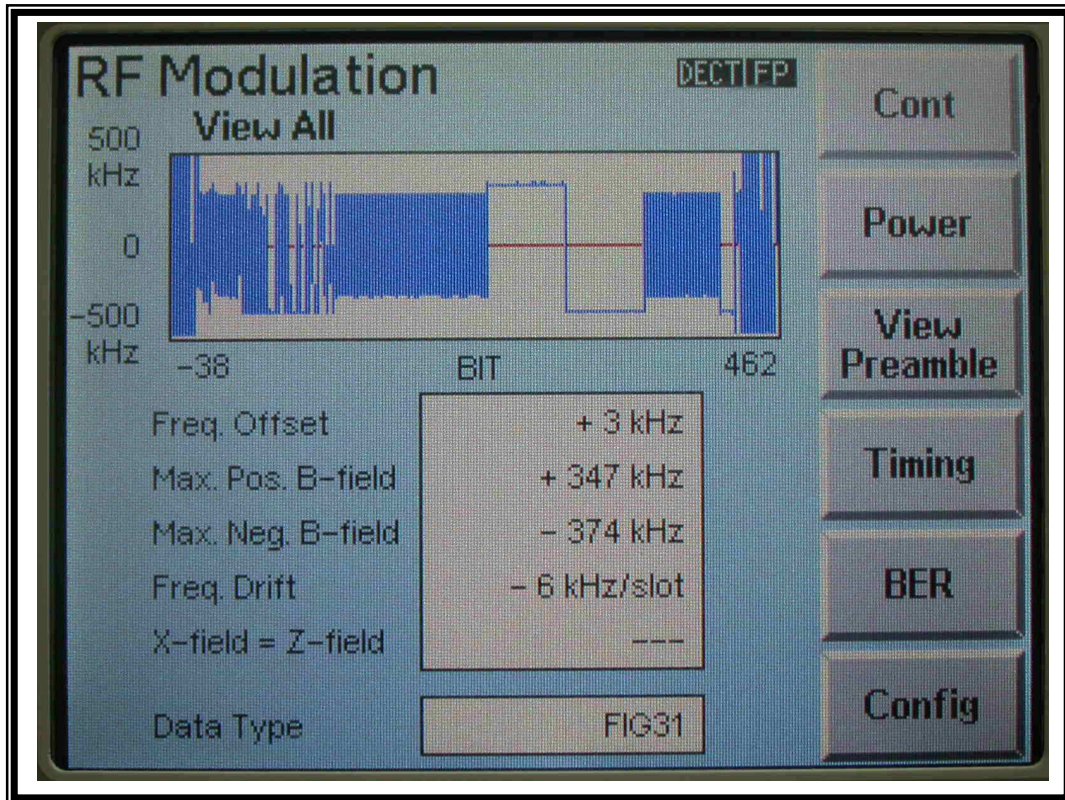 RF Modulation
DECT FP
View All
500
kHz
0
-500
kHz
-38
BIT
462
Freq. Offset
+ 3 kHz
Max. Pos. B-field
+ 347 kHz
Max. Neg. B-field
- 374 kHz
Freq. Drift
- 6 kHz/slot
X-field = Z-field
---
Data Type
FIG31
Cont
Power
View
Preamble
Timing
BER
Config